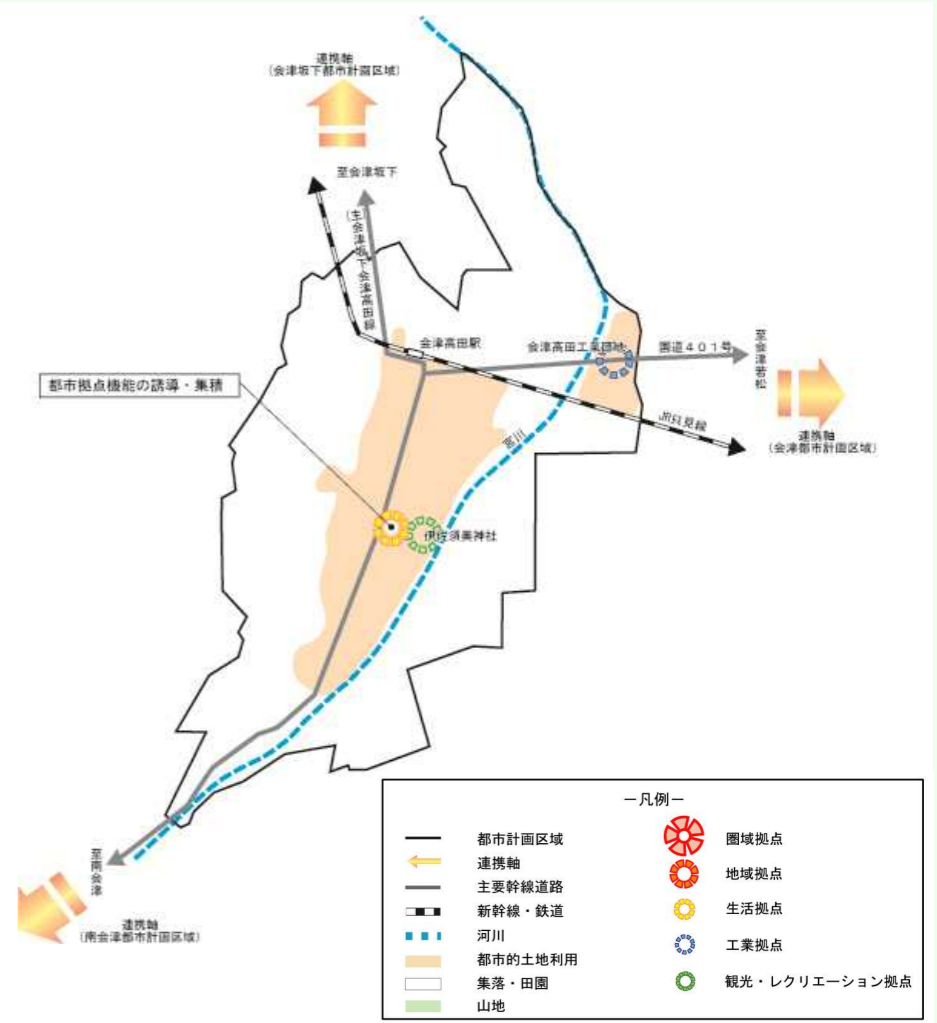 連携軸
(会津坂下都市計画区域)
至会津坂下
(主)会津坂下会津高田線
会津高田駅
会津高田工業団地
国道401号
至会津若松
都市拠点機能の誘導・集積
連携軸
(会津都市計画区域)
JR只見線
宮川
伊佐須美神社
至南会津
連携軸
(南会津都市計画区域)
－凡例－
都市計画区域
連携軸
主要幹線道路
新幹線・鉄道
河川
都市的土地利用
集落・田園
山地
圏域拠点
地域拠点
生活拠点
工業拠点
観光・レクリエーション拠点